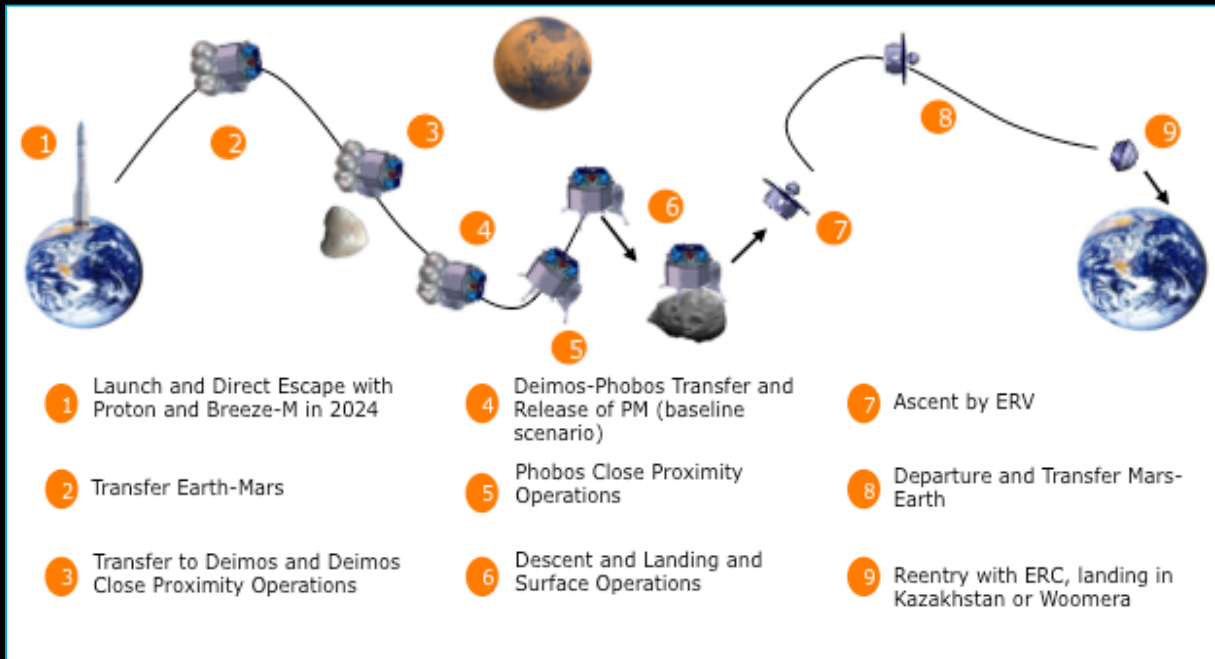 1
2
3
4
5
6
7
8
9
1
Launch and Direct Escape with
Proton and Breeze-M in 2024
2
Transfer Earth-Mars
3
Transfer to Deimos and Deimos
Close Proximity Operations
4
Deimos-Phobos Transfer and
Release of PM (baseline
scenario)
5
Phobos Close Proximity
Operations
6
Descent and Landing and
Surface Operations
7
Ascent by ERV
8
Departure and Transfer Mars-
Earth
9
Reentry with ERC, landing in
Kazakhstan or Woomera